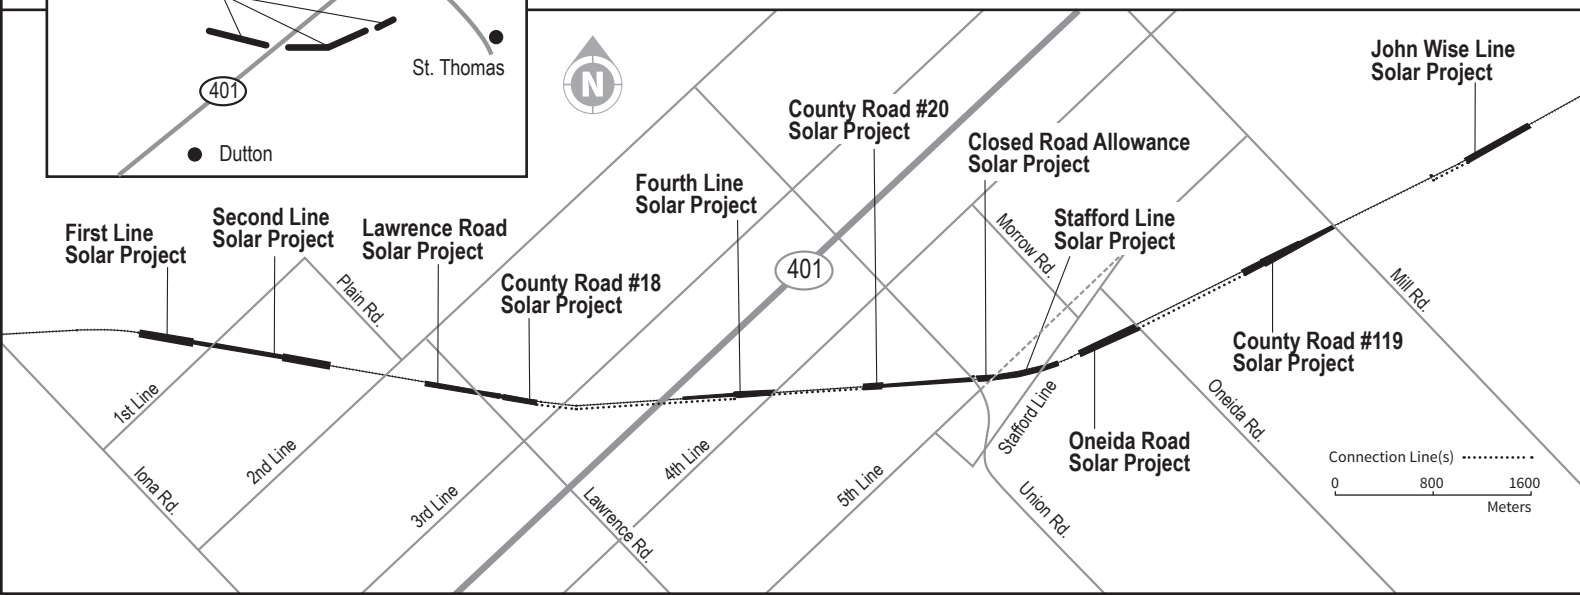 St. Thomas
401
Dutton
N
John Wise Line
Solar Project
County Road #20
Solar Project
Closed Road Allowance
Solar Project
Fourth Line
Solar Project
First Line
Solar Project
Second Line
Solar Project
Lawrence Road
Solar Project
Stafford Line
Solar Project
Morrow Rd.
County Road #18
Solar Project
401
Plain Rd.
Mill Rd.
County Road #119
Solar Project
1st Line
2nd Line
Iona Rd.
3rd Line
Lawrence Rd.
4th Line
5th Line
Stafford Line
Union Rd.
Oneida Rd.
Oneida Road
Solar Project
Connection Line(s)
0 800 1600
Meters